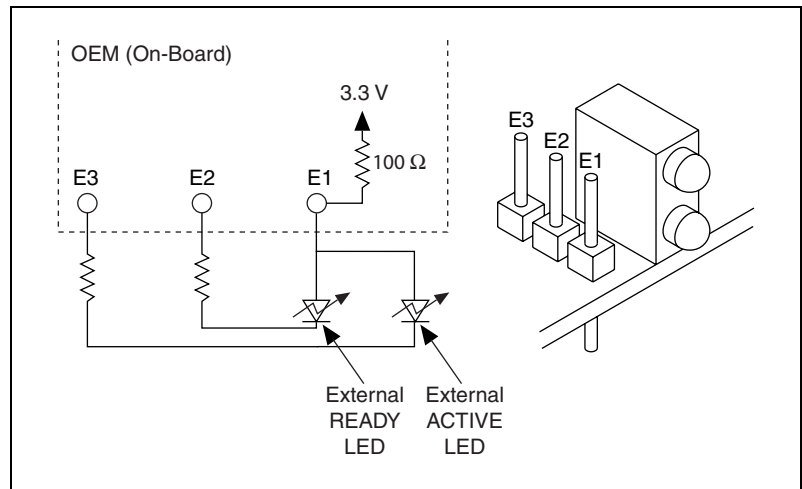 OEM (On-Board)
3.3 V
100 Ω
E3
E2
E1
E3
E2
E1
External
READY
LED
External
ACTIVE
LED